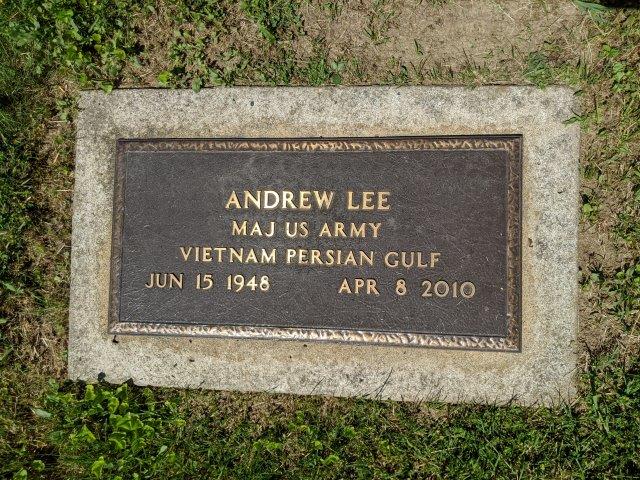 ANDREW LEE
MAJ US ARMY
VIETNAM PERSIAN GULF
JUN 15 1948 APR 8 2010